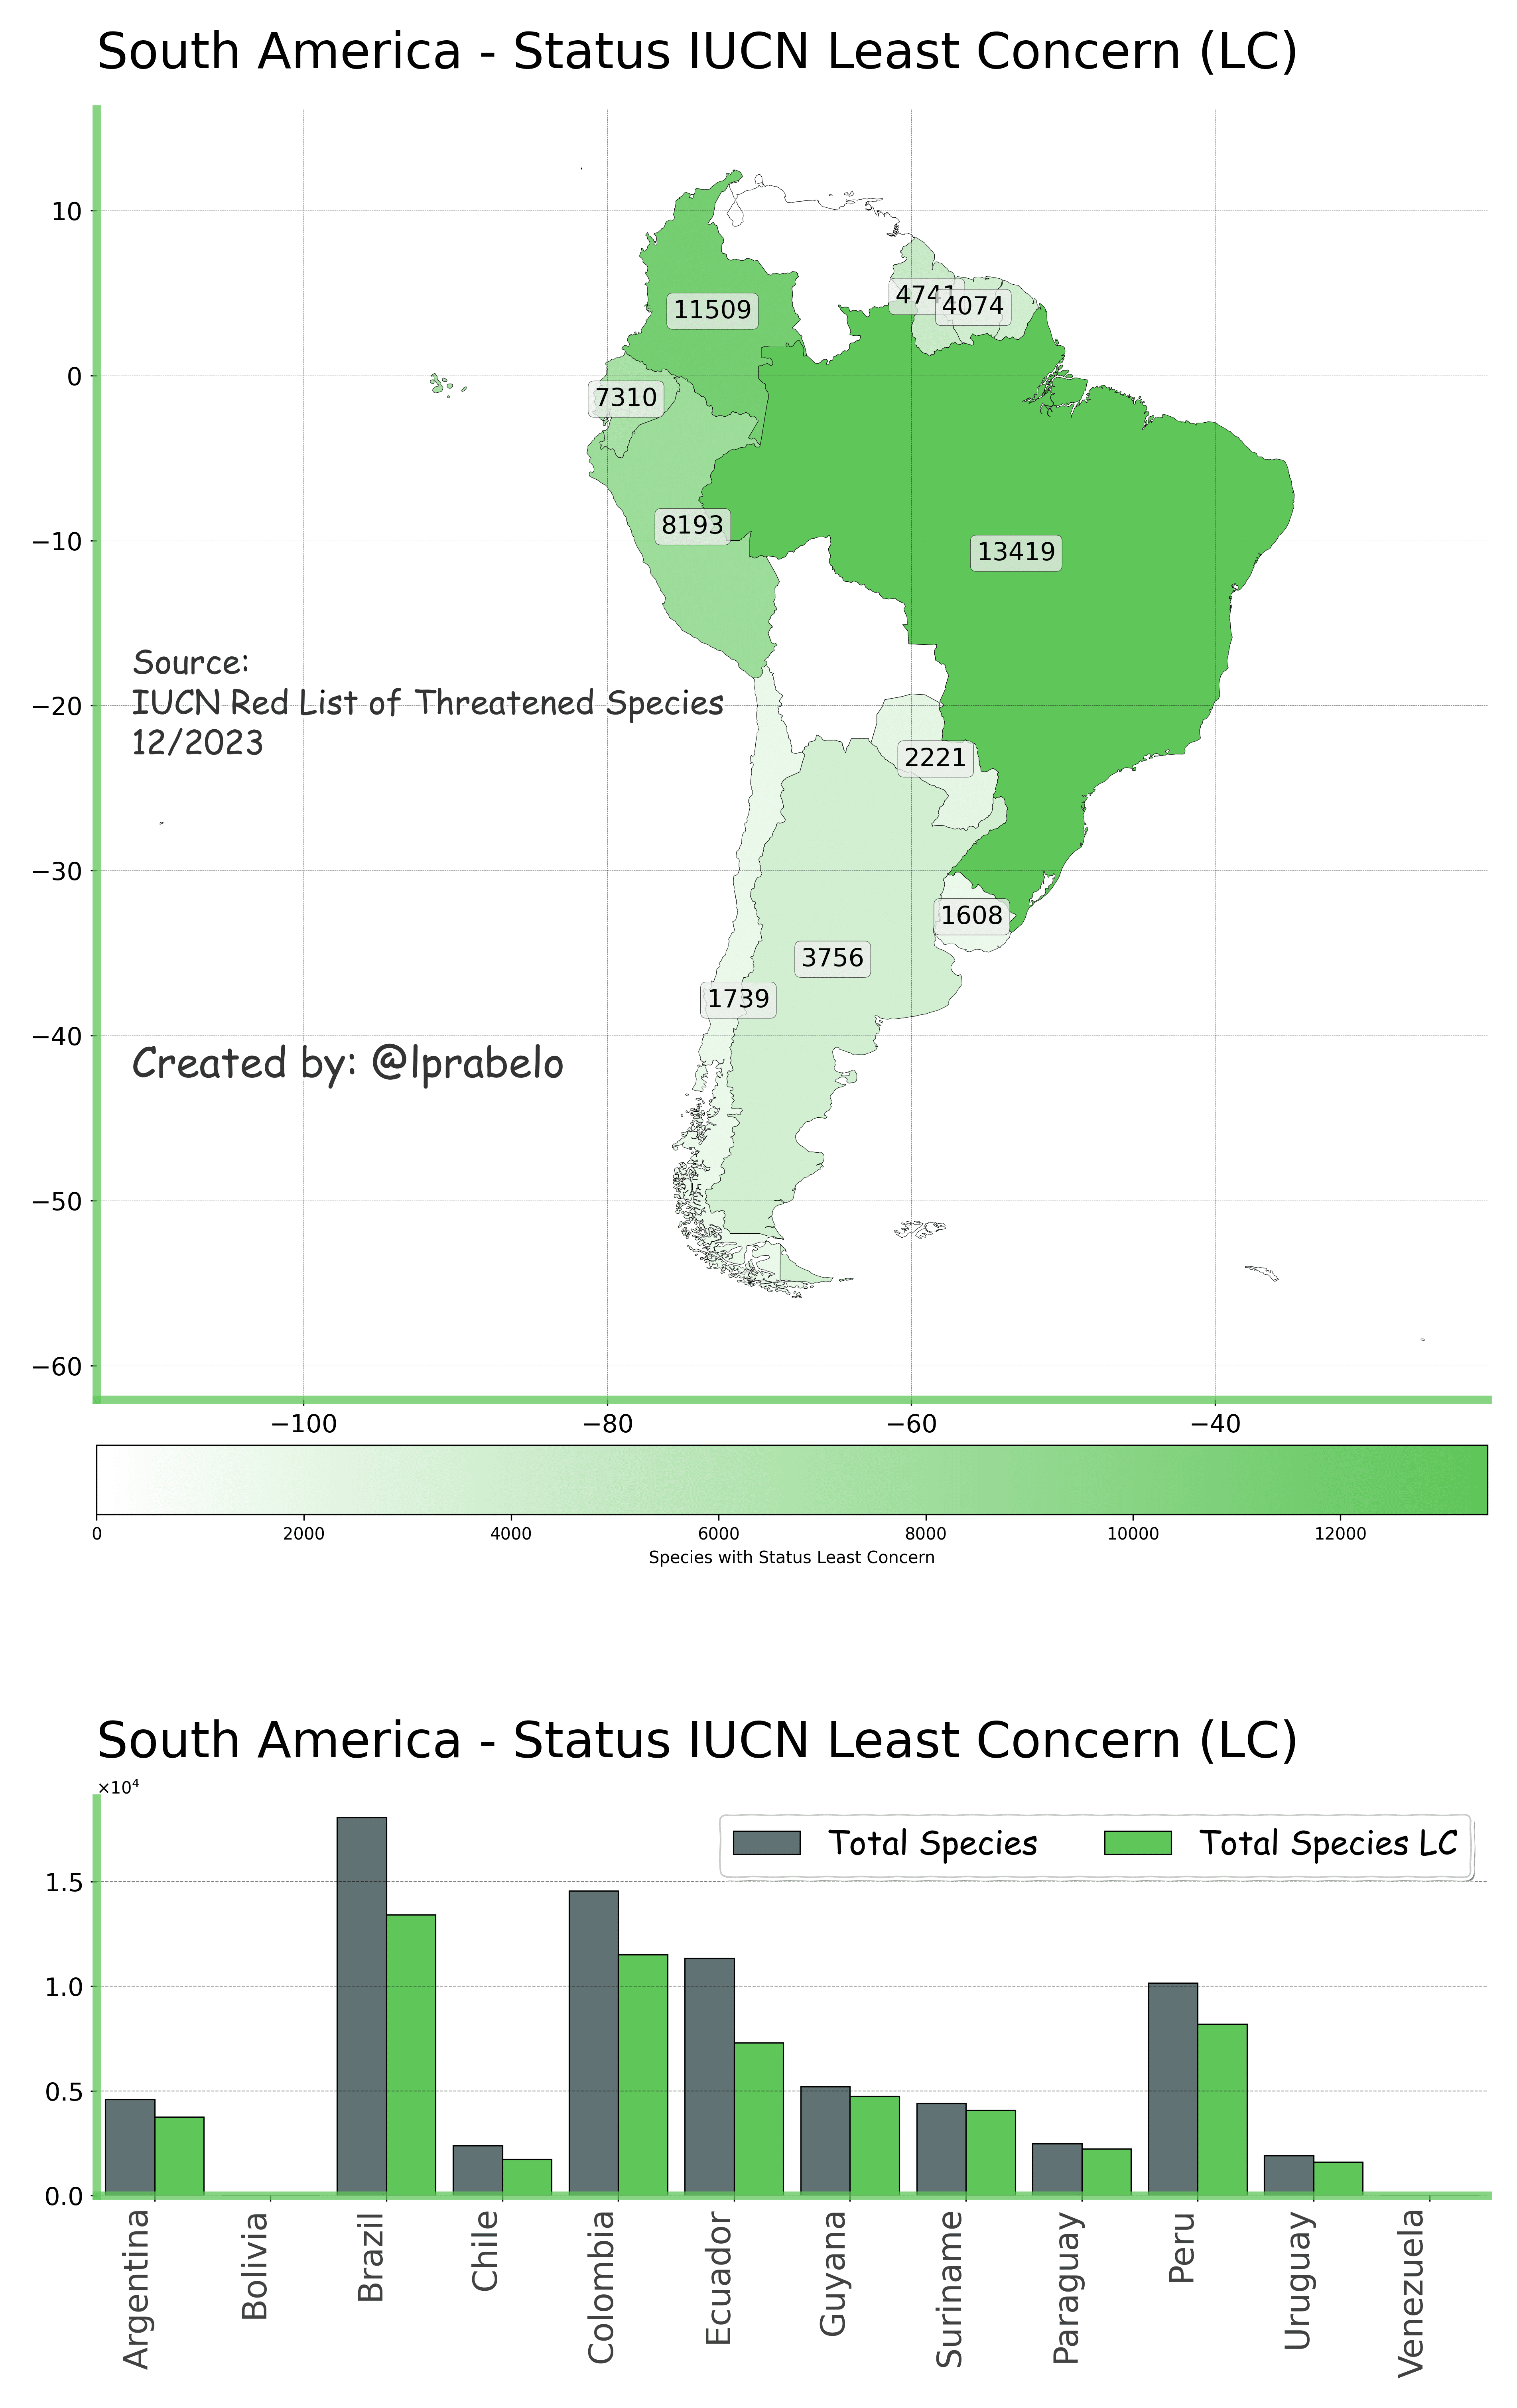 South America - Status IUCN Least Concern (LC)
10
0
−10
−20
−30
−40
−50
−60
11509
4741
4074
7310
8193
13419
Source:
IUCN Red List of Threatened Species
12/2023
2221
1608
3756
1739
Created by: @lprabelo
−100 −80 −60 −40
0 2000 4000 6000 8000 10000 12000
Species with Status Least Concern
South America - Status IUCN Least Concern (LC)
×10⁴
Total Species Total Species LC
1.5
1.0
0.5
0.0
Argentina
Bolivia
Brazil
Chile
Colombia
Ecuador
Guyana
Suriname
Paraguay
Peru
Uruguay
Venezuela